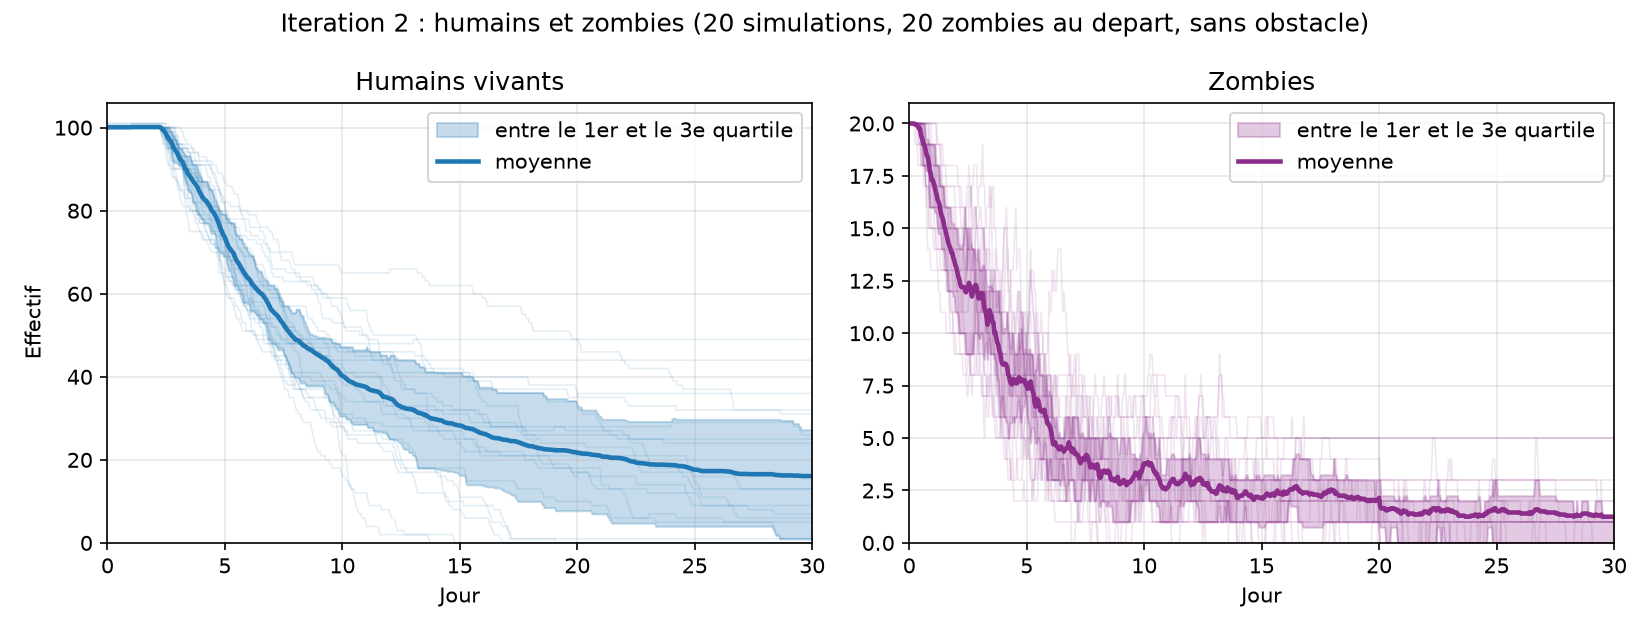 Iteration 2 : humains et zombies (20 simulations, 20 zombies au depart, sans obstacle)
Humains vivants
Effectif
100
80
60
40
20
0
entre le 1er et le 3e quartile
moyenne
0 5 10 15 20 25 30
Jour
Zombies
20.0
17.5
15.0
12.5
10.0
7.5
5.0
2.5
0.0
entre le 1er et le 3e quartile
moyenne
0 5 10 15 20 25 30
Jour